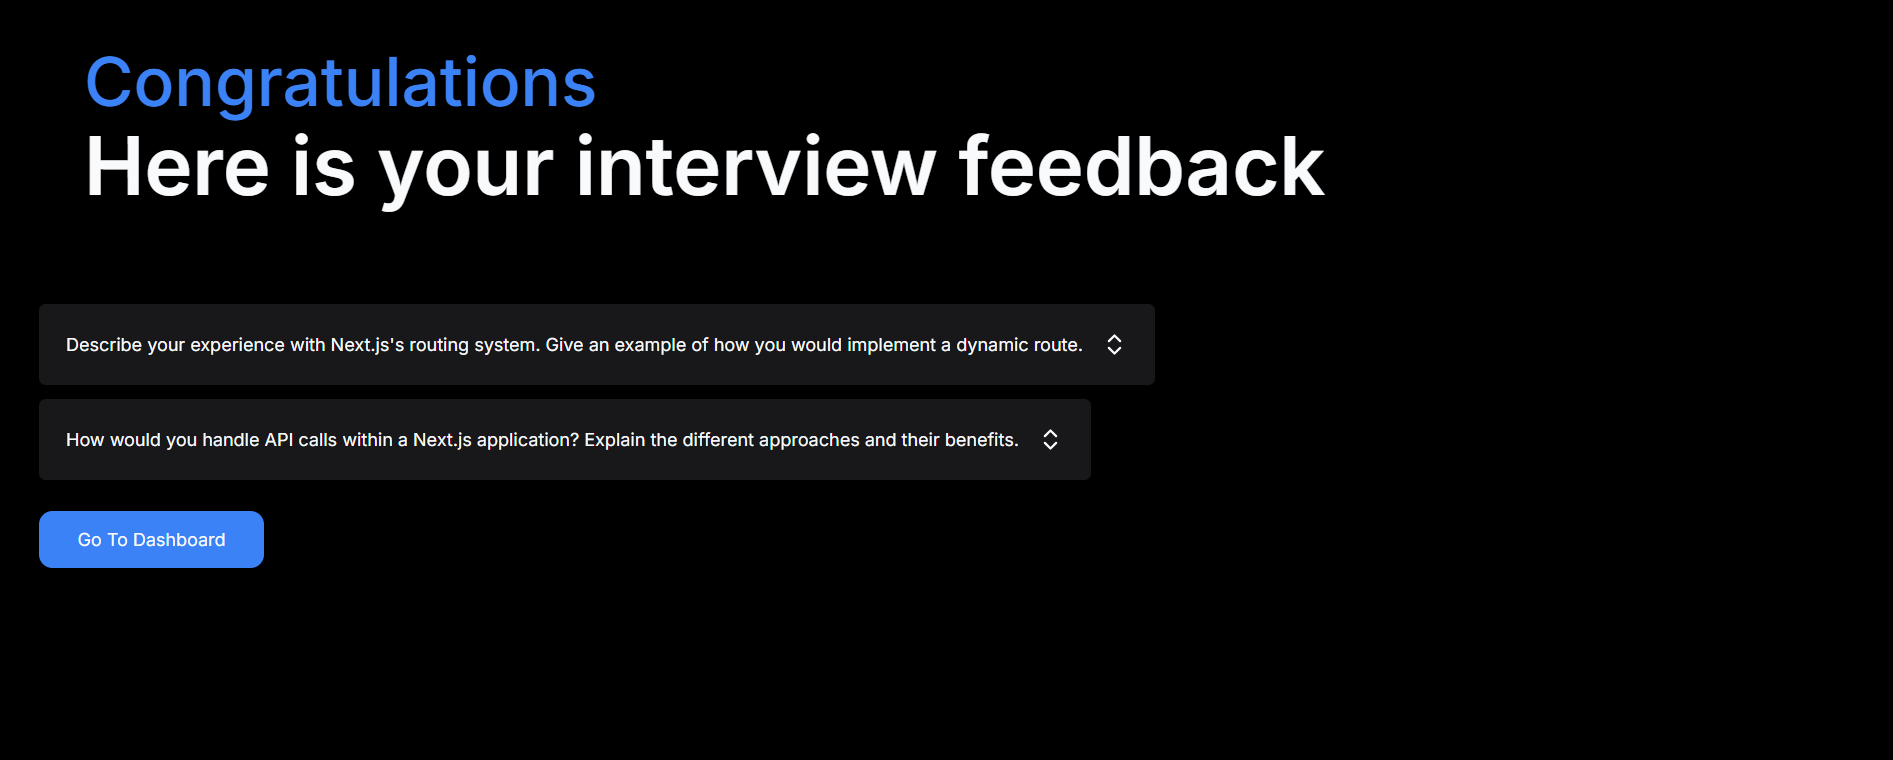 Congratulations
Here is your interview feedback
Describe your experience with Next.js's routing system. Give an example of how you would implement a dynamic route.
How would you handle API calls within a Next.js application? Explain the different approaches and their benefits.
Go To Dashboard